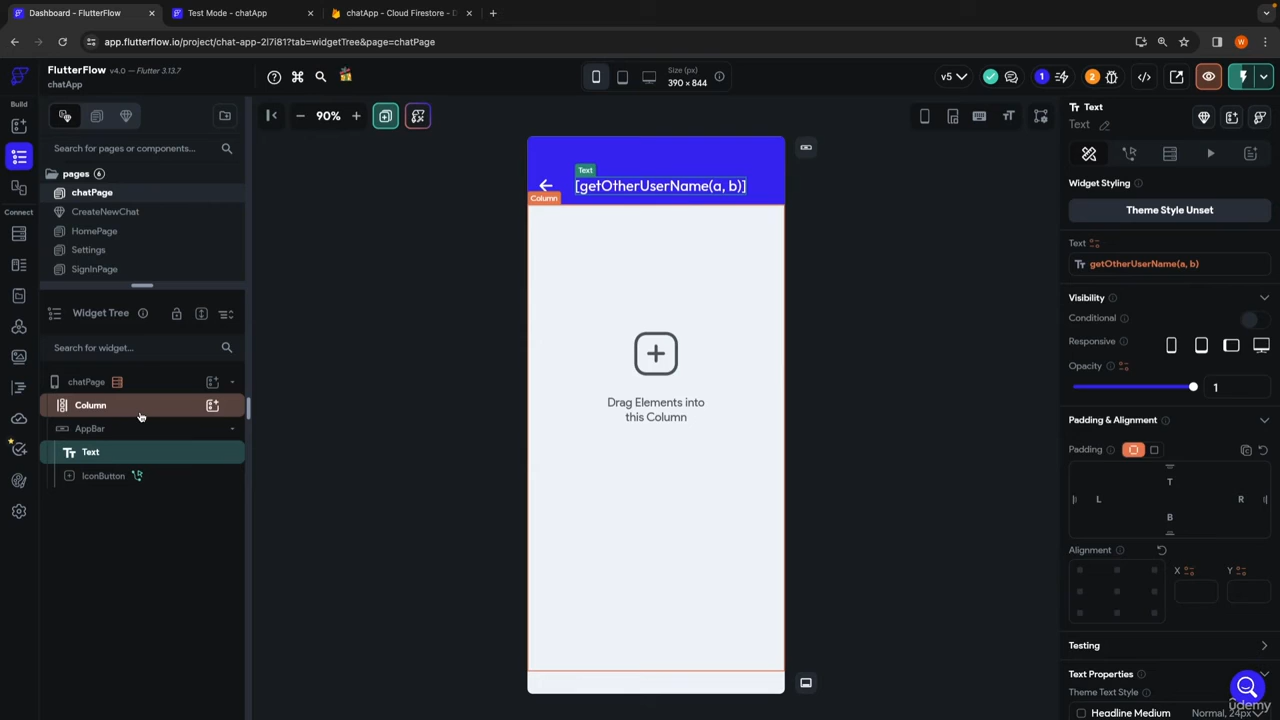 Dashboard - FlutterFlow
Test Mode - chatApp
chatApp - Cloud Firestore - D
app.flutterflow.io/project/chat-app-2l7i81?tab=widgetTree&page=chatPage
W
FlutterFlow v4.0 - Flutter 3.13.7
chatApp
Size (px)
390 × 844
v5
1
2
Build
Connect
90%
Search for pages or components...
pages
chatPage
CreateNewChat
HomePage
Settings
SignInPage
Widget Tree
Search for widget...
chatPage
Column
AppBar
Text
IconButton
Text
[getOtherUserName(a, b)]
Column
Drag Elements into
this Column
Text
Text
Widget Styling
Theme Style Unset
Text
getOtherUserName(a, b)
Visibility
Conditional
Responsive
Opacity
1
Padding & Alignment
Padding
T
L
R
B
Alignment
X
Y
Testing
Text Properties
Theme Text Style
Headline Medium
Normal, 24px
ûdemy